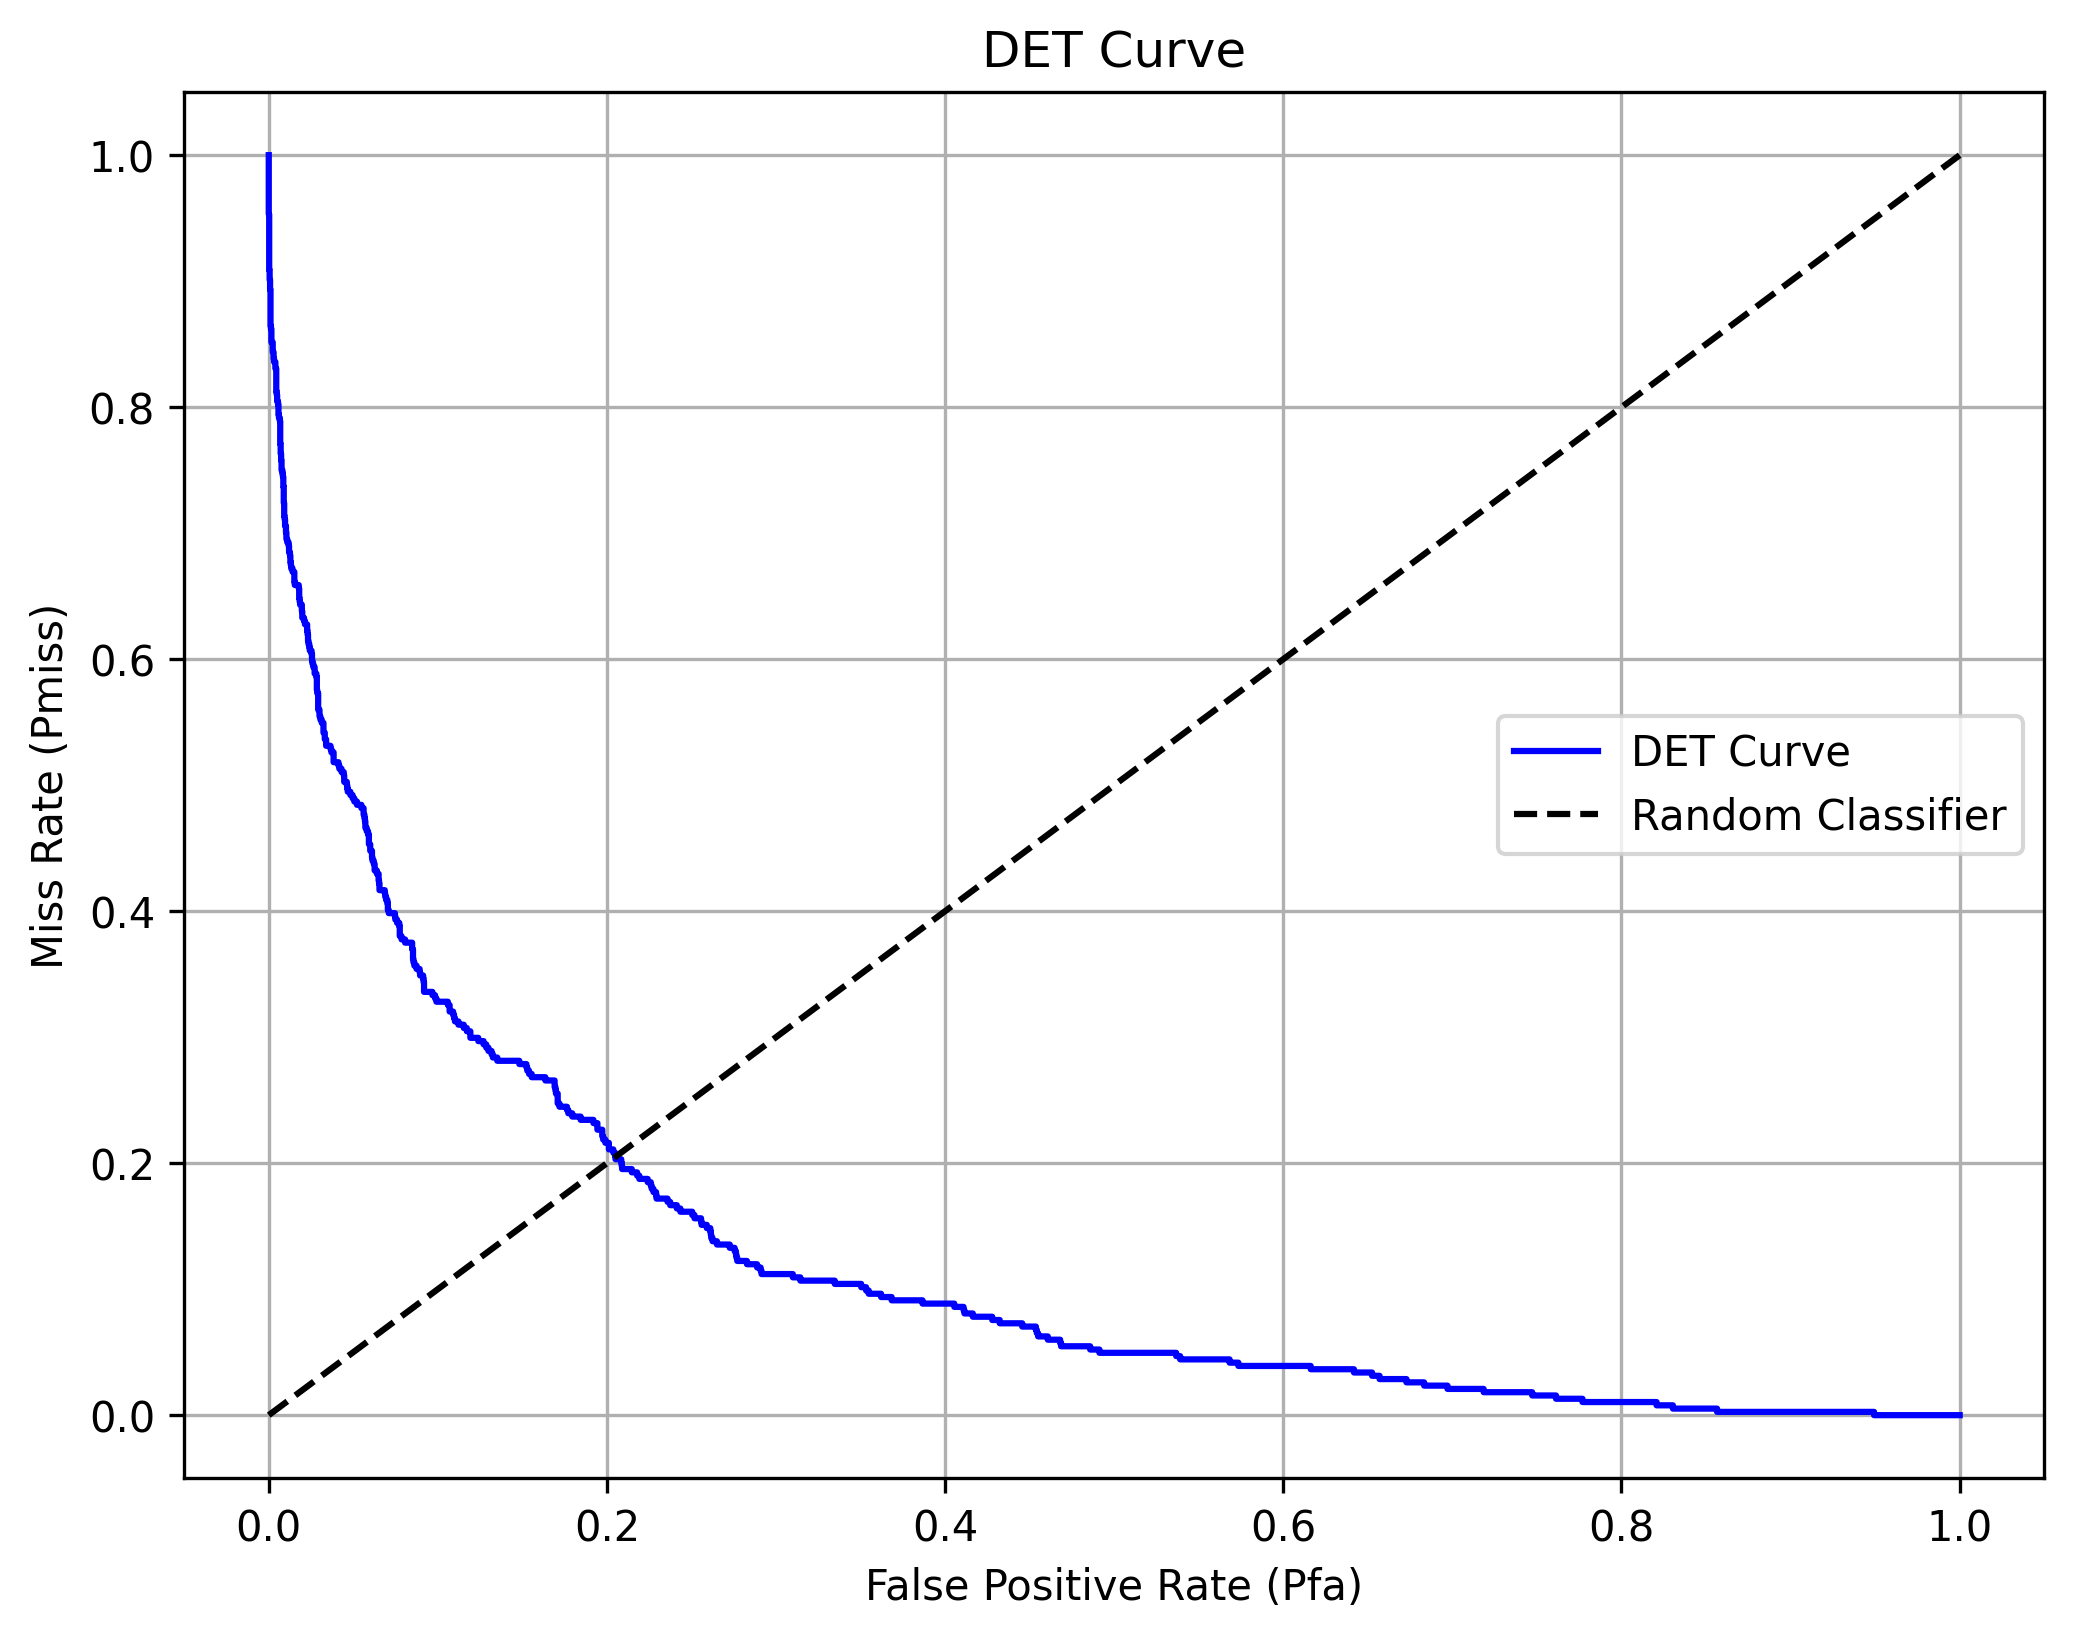 DET Curve
1.0
0.8
0.6
0.4
0.2
0.0
Miss Rate (Pmiss)
DET Curve
Random Classifier
0.0 0.2 0.4 0.6 0.8 1.0
False Positive Rate (Pfa)